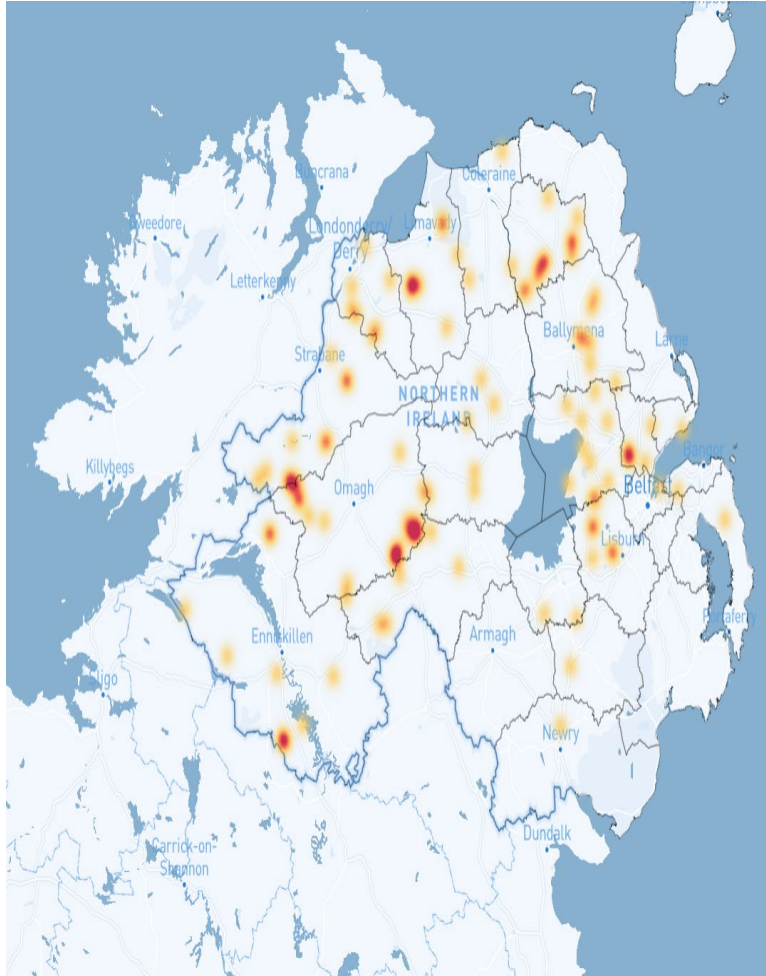 Coleraine
Buncrana
Gweedore
Londonderry/
Derry
Limavady
Letterkenny
Ballymena
Larne
Strabane
NORTHERN
IRELAND
Killybegs
Bangor
Omagh
Belfast
Lisburn
Portaferry
Enniskillen
Armagh
Sligo
Newry
Dundalk
Carrick-on-
Shannon